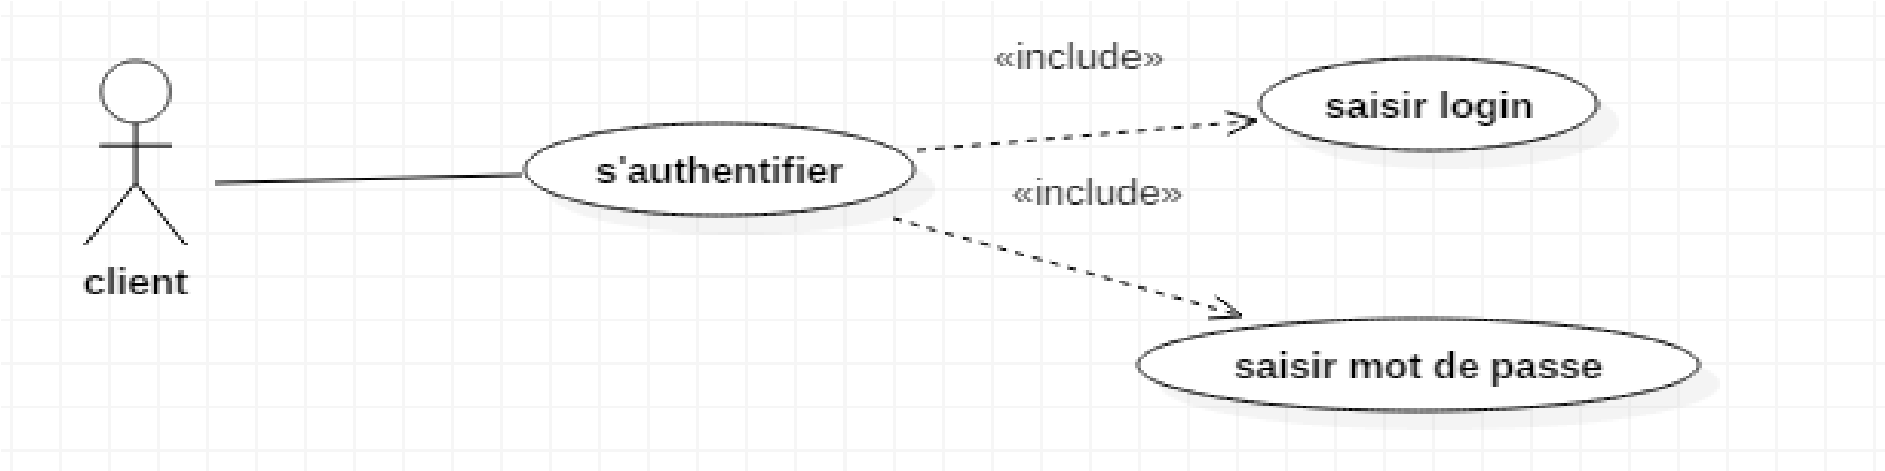 «include»
saisir login
s'authentifier
«include»
client
saisir mot de passe